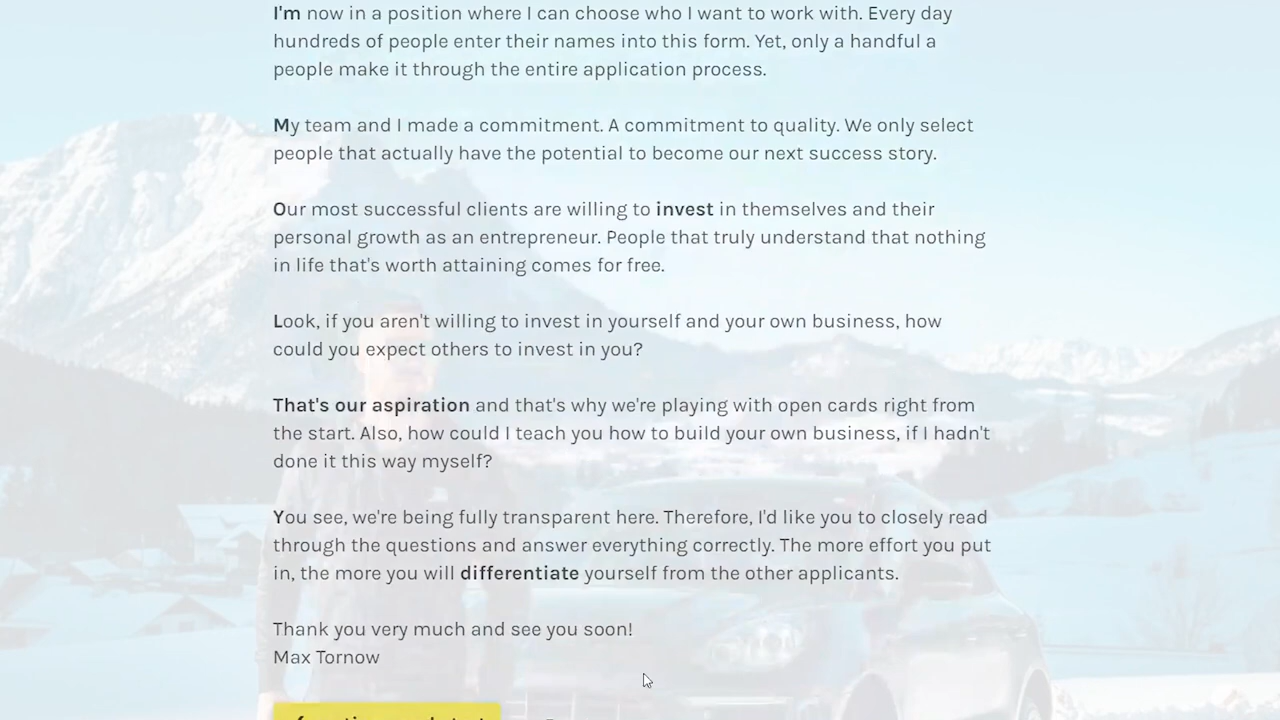 I'm now in a position where I can choose who I want to work with. Every day
hundreds of people enter their names into this form. Yet, only a handful a
people make it through the entire application process.
My team and I made a commitment. A commitment to quality. We only select
people that actually have the potential to become our next success story.
Our most successful clients are willing to invest in themselves and their
personal growth as an entrepreneur. People that truly understand that nothing
in life that's worth attaining comes for free.
Look, if you aren't willing to invest in yourself and your own business, how
could you expect others to invest in you?
That's our aspiration and that's why we're playing with open cards right from
the start. Also, how could I teach you how to build your own business, if I hadn't
done it this way myself?
You see, we're being fully transparent here. Therefore, I'd like you to closely read
through the questions and answer everything correctly. The more effort you put
in, the more you will differentiate yourself from the other applicants.
Thank you very much and see you soon!
Max Tornow